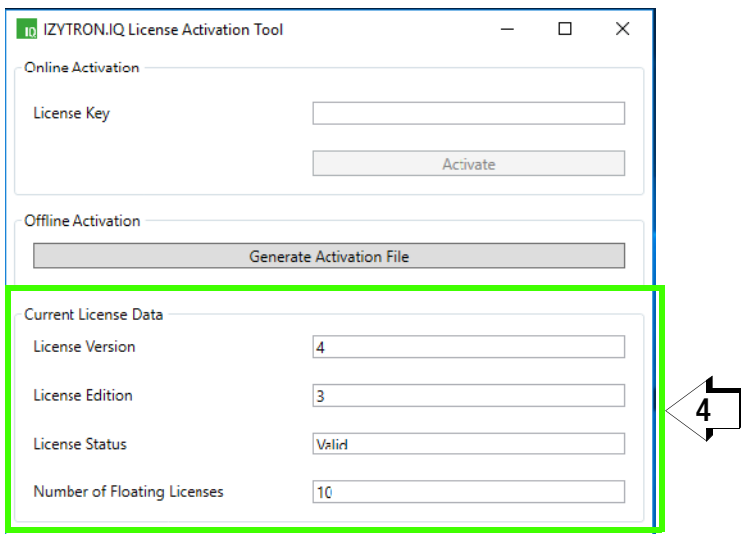 IQ IZYTRON.IQ License Activation Tool
Online Activation
License Key
Activate
Offline Activation
Generate Activation File
Current License Data
License Version 4
License Edition 3
License Status Valid
Number of Floating Licenses 10
4